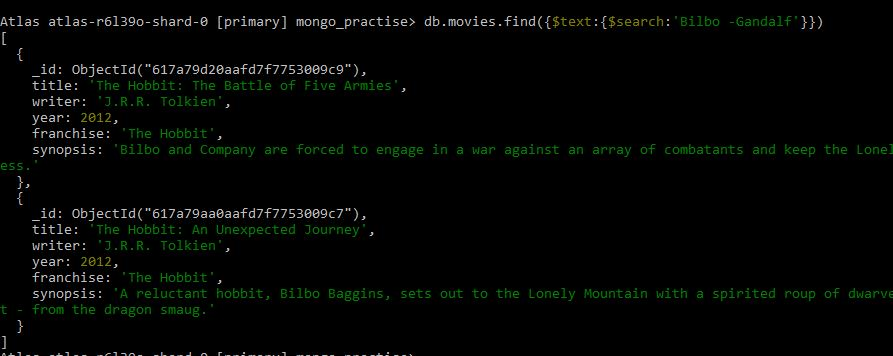 Atlas atlas-r6l39o-shard-0 [primary] mongo_practise> db.movies.find({$text:{$search:'Bilbo -Gandalf'}})
[
  {
    _id: ObjectId("617a79d20aafd7f7753009c9"),
    title: 'The Hobbit: The Battle of Five Armies',
    writer: 'J.R.R. Tolkien',
    year: 2012,
    franchise: 'The Hobbit',
    synopsis: 'Bilbo and Company are forced to engage in a war against an array of combatants and keep the Lonel
ess.'
  },
  {
    _id: ObjectId("617a79aa0aafd7f7753009c7"),
    title: 'The Hobbit: An Unexpected Journey',
    writer: 'J.R.R. Tolkien',
    year: 2012,
    franchise: 'The Hobbit',
    synopsis: 'A reluctant hobbit, Bilbo Baggins, sets out to the Lonely Mountain with a spirited roup of dwarve
t - from the dragon smaug.'
  }
]